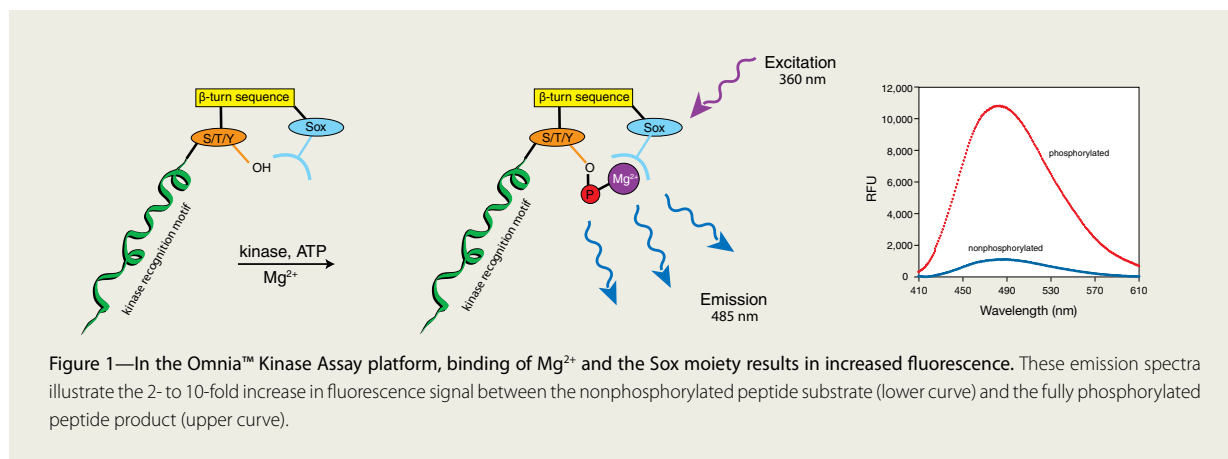 β-turn sequence
Sox
S/T/Y
OH
kinase recognition motif
kinase, ATP
Mg²⁺
Excitation
360 nm
β-turn sequence
Sox
S/T/Y
O
P
Mg²⁺
kinase recognition motif
Emission
485 nm
12,000
10,000
8,000
6,000
4,000
2,000
0
RFU
phosphorylated
nonphosphorylated
410 450 490 530 570 610
Wavelength (nm)
Figure 1—In the Omnia™ Kinase Assay platform, binding of Mg²⁺ and the Sox moiety results in increased fluorescence. These emission spectra
illustrate the 2- to 10-fold increase in fluorescence signal between the nonphosphorylated peptide substrate (lower curve) and the fully phosphorylated
peptide product (upper curve).